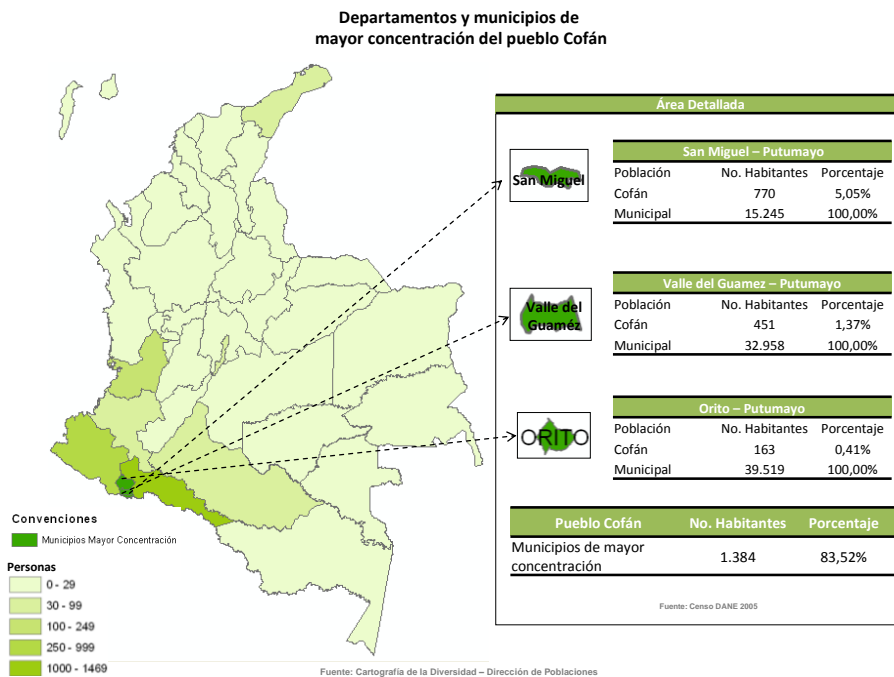 Departamentos y municipios de
mayor concentración del pueblo Cofán
Área Detallada
San Miguel
San Miguel – Putumayo
Población No. Habitantes Porcentaje
Cofán 770 5,05%
Municipal 15.245 100,00%
Valle del
Guaméz
Valle del Guamez – Putumayo
Población No. Habitantes Porcentaje
Cofán 451 1,37%
Municipal 32.958 100,00%
ORITO
Orito – Putumayo
Población No. Habitantes Porcentaje
Cofán 163 0,41%
Municipal 39.519 100,00%
Pueblo Cofán No. Habitantes Porcentaje
Municipios de mayor
concentración 1.384 83,52%
Fuente: Censo DANE 2005
Convenciones
Municipios Mayor Concentración
Personas
0 - 29
30 - 99
100 - 249
250 - 999
1000 - 1469
Fuente: Cartografía de la Diversidad – Dirección de Poblaciones